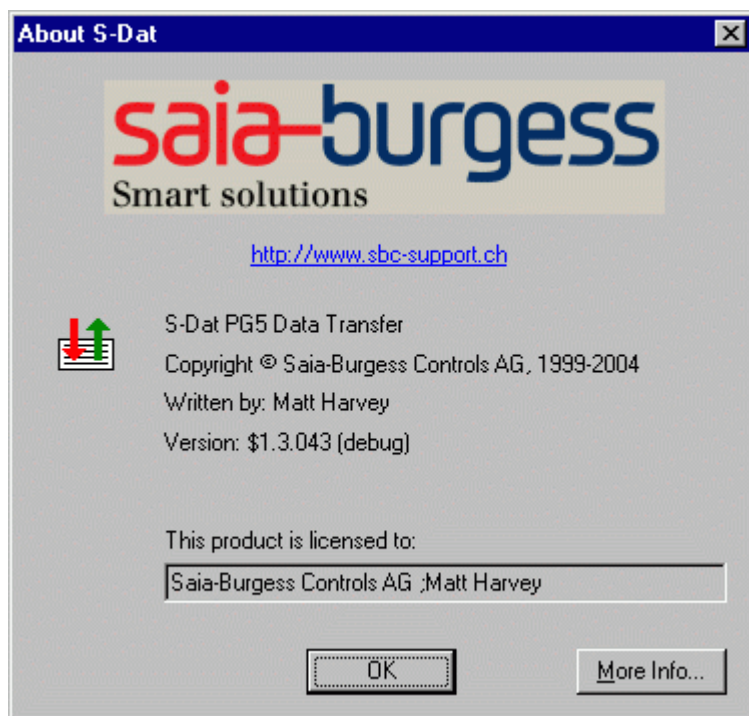 About S-Dat
saia-burgess
Smart solutions
http://www.sbc-support.ch
S-Dat PG5 Data Transfer
Copyright © Saia-Burgess Controls AG, 1999-2004
Written by: Matt Harvey
Version: $1.3.043 (debug)
This product is licensed to:
Saia-Burgess Controls AG ;Matt Harvey
OK
More Info...